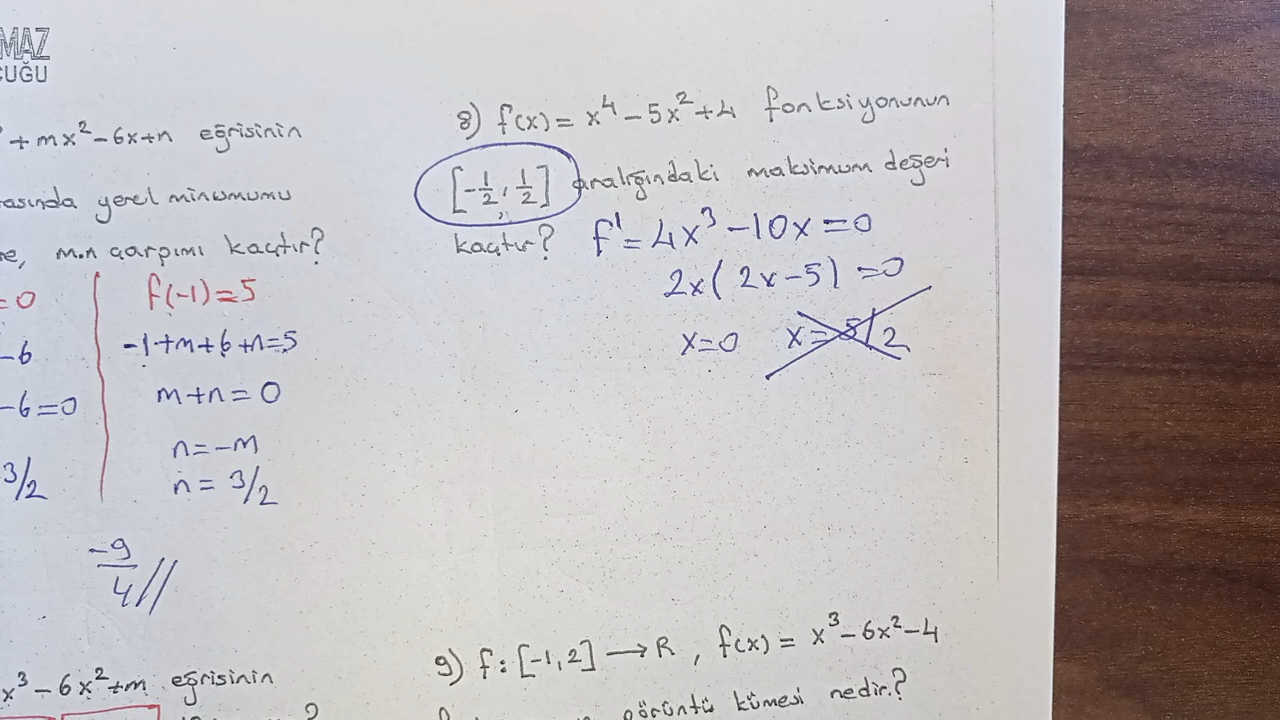 MAZ
CUĞU
+mx²-6x+n eğrisinin
asında yerel minumumu
re, m.n çarpımı kaçtır?
=0
-6
-6=0
3/2
f(-1)=5
-1+m+6+n=5
m+n=0
n=-m
n= 3/2
-9/4//
x³-6x²+m eğrisinin
8) f(x)= x⁴-5x²+4 fonksiyonunun
[-1/2, 1/2] aralığındaki maksimum değeri
kaçtır? f'=4x³-10x=0
2x(2x-5)=0
x=0 x=5/2
9) f:[-1,2]→R, f(x)= x³-6x²-4
görüntü kümesi nedir?